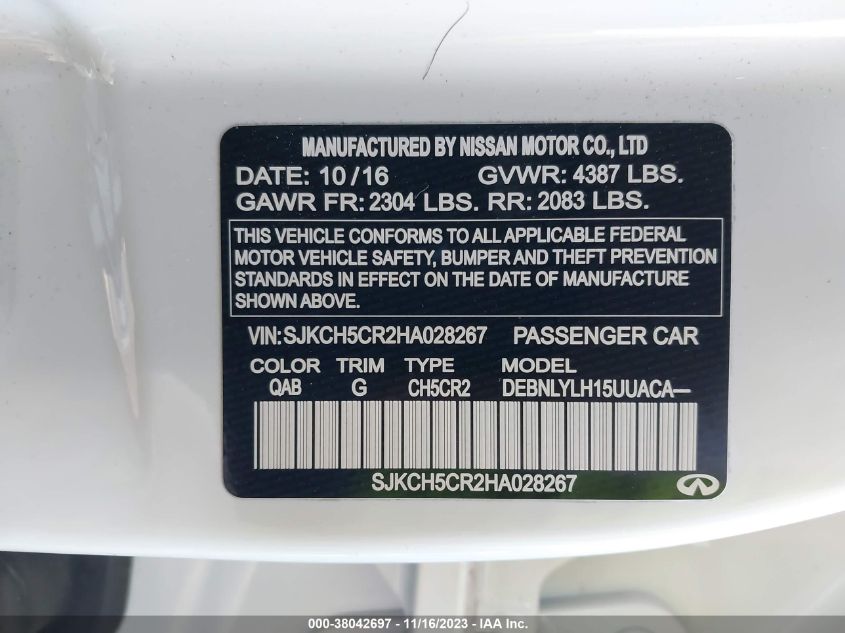 MANUFACTURED BY NISSAN MOTOR CO., LTD
DATE: 10/16 GVWR: 4387 LBS.
GAWR FR: 2304 LBS. RR: 2083 LBS.
THIS VEHICLE CONFORMS TO ALL APPLICABLE FEDERAL
MOTOR VEHICLE SAFETY, BUMPER AND THEFT PREVENTION
STANDARDS IN EFFECT ON THE DATE OF MANUFACTURE
SHOWN ABOVE.
VIN: SJKCH5CR2HA028267 PASSENGER CAR
COLOR TRIM TYPE MODEL
QAB G CH5CR2 DEBNLYLH15UUACA—
SJKCH5CR2HA028267
000-38042697 - 11/16/2023 - IAA Inc.